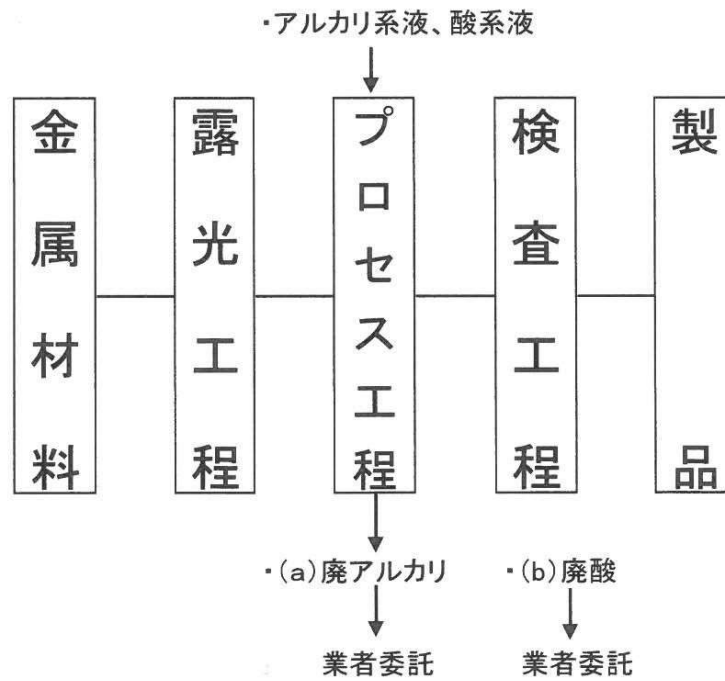 ・アルカリ系液、酸系液
金属材料
露光工程
プロセス工程
検査工程
製品
・(a)廃アルカリ
・(b)廃酸
業者委託
業者委託